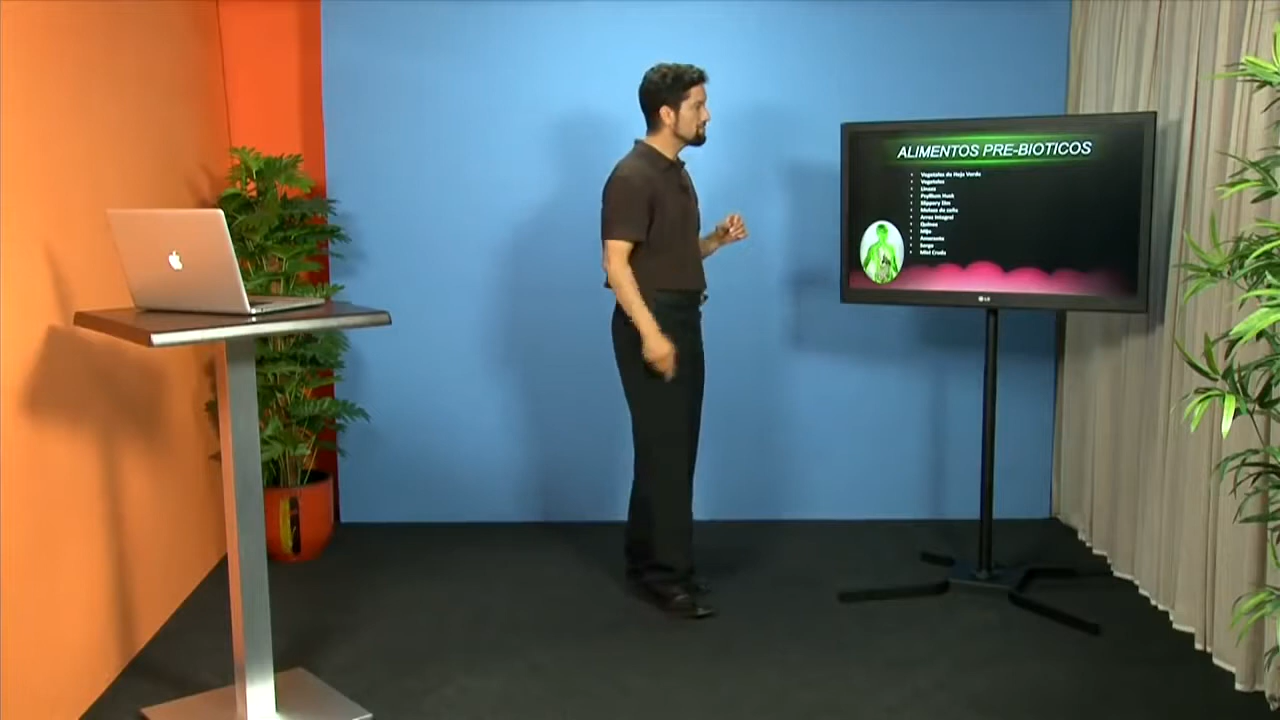 ALIMENTOS PRE-BIOTICOS
• Vegetales de Hoja Verde
• Vegetales
• Linaza
• Psyllium Husk
• Slippery Elm
• Melaza de caña
• Arroz Integral
• Quinoa
• Mijo
• Amaranto
• Sorgo
• Miel Cruda
LG